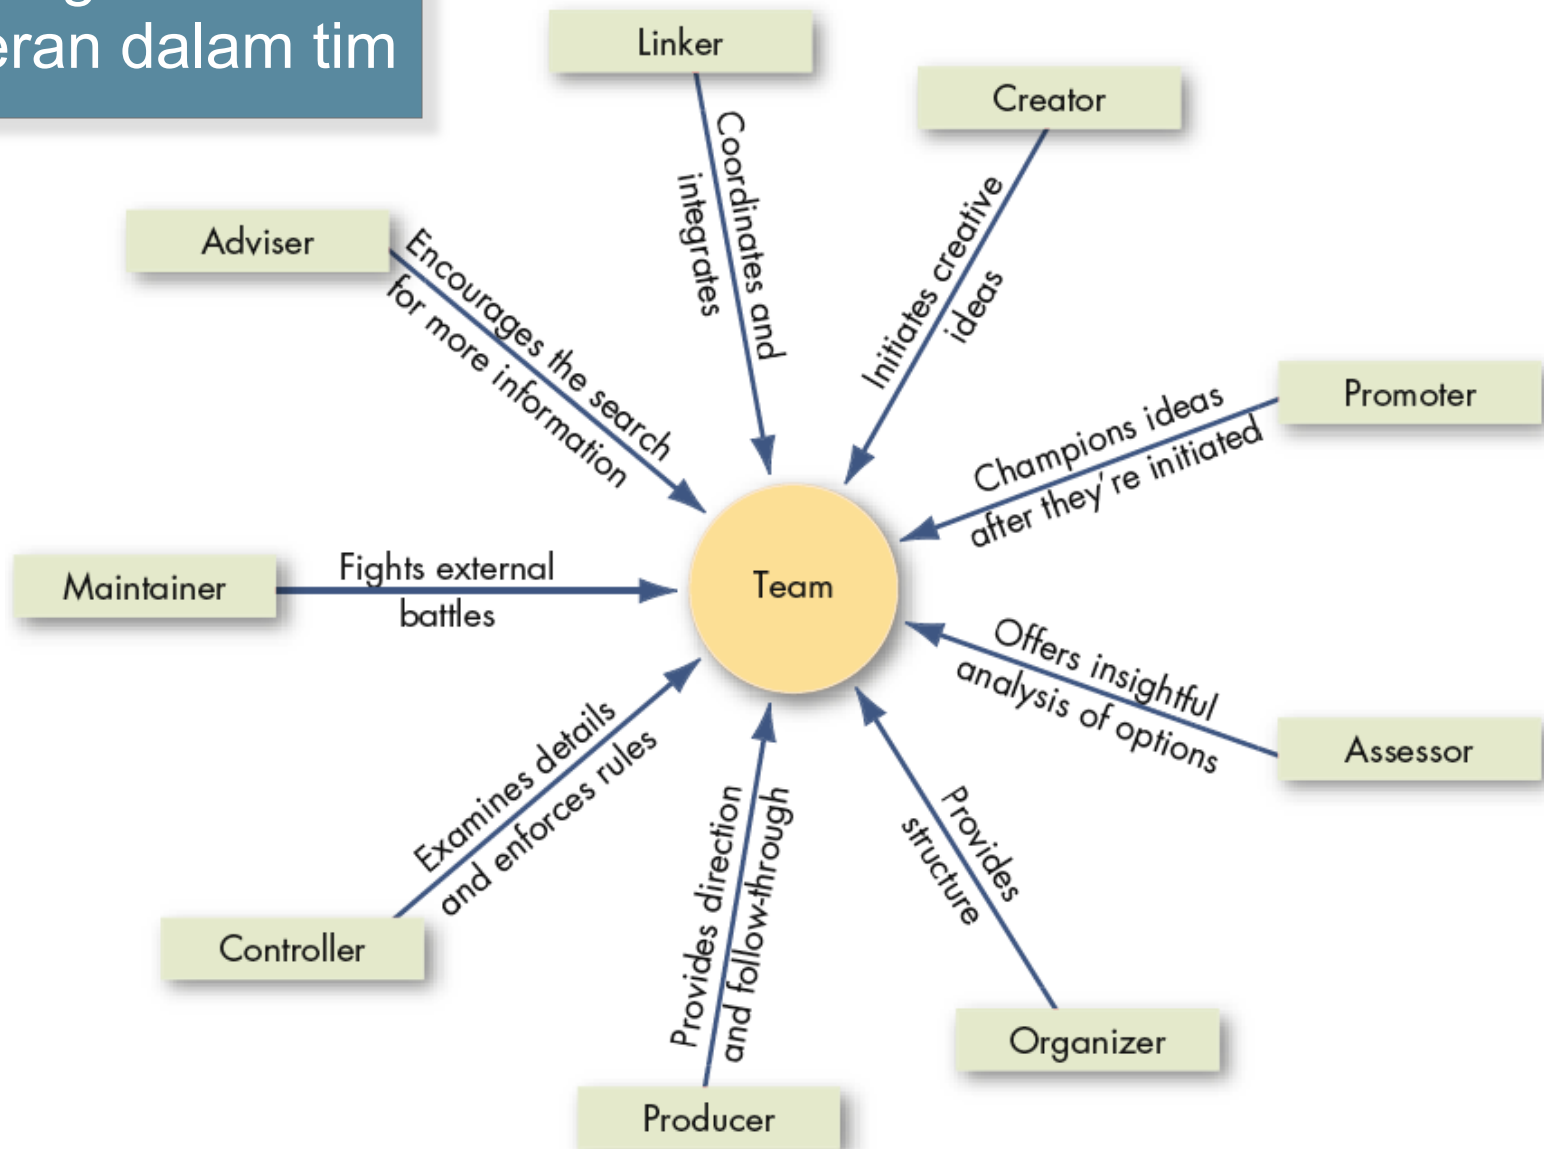 dalam tim
Linker
Coordinates and
integrates
Creator
Initiates creative
ideas
Adviser
Encourages the search
for more information
Promoter
Champions ideas
after they're initiated
Maintainer
Fights external
battles
Team
Offers insightful
analysis of options
Assessor
Examines details
and enforces rules
Controller
Provides direction
and follow-through
Producer
Provides
structure
Organizer